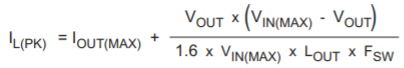 I_L(PK) = I_OUT(MAX) + V_OUT x (V_IN(MAX) - V_OUT) / 1.6 x V_IN(MAX) x L_OUT x F_SW